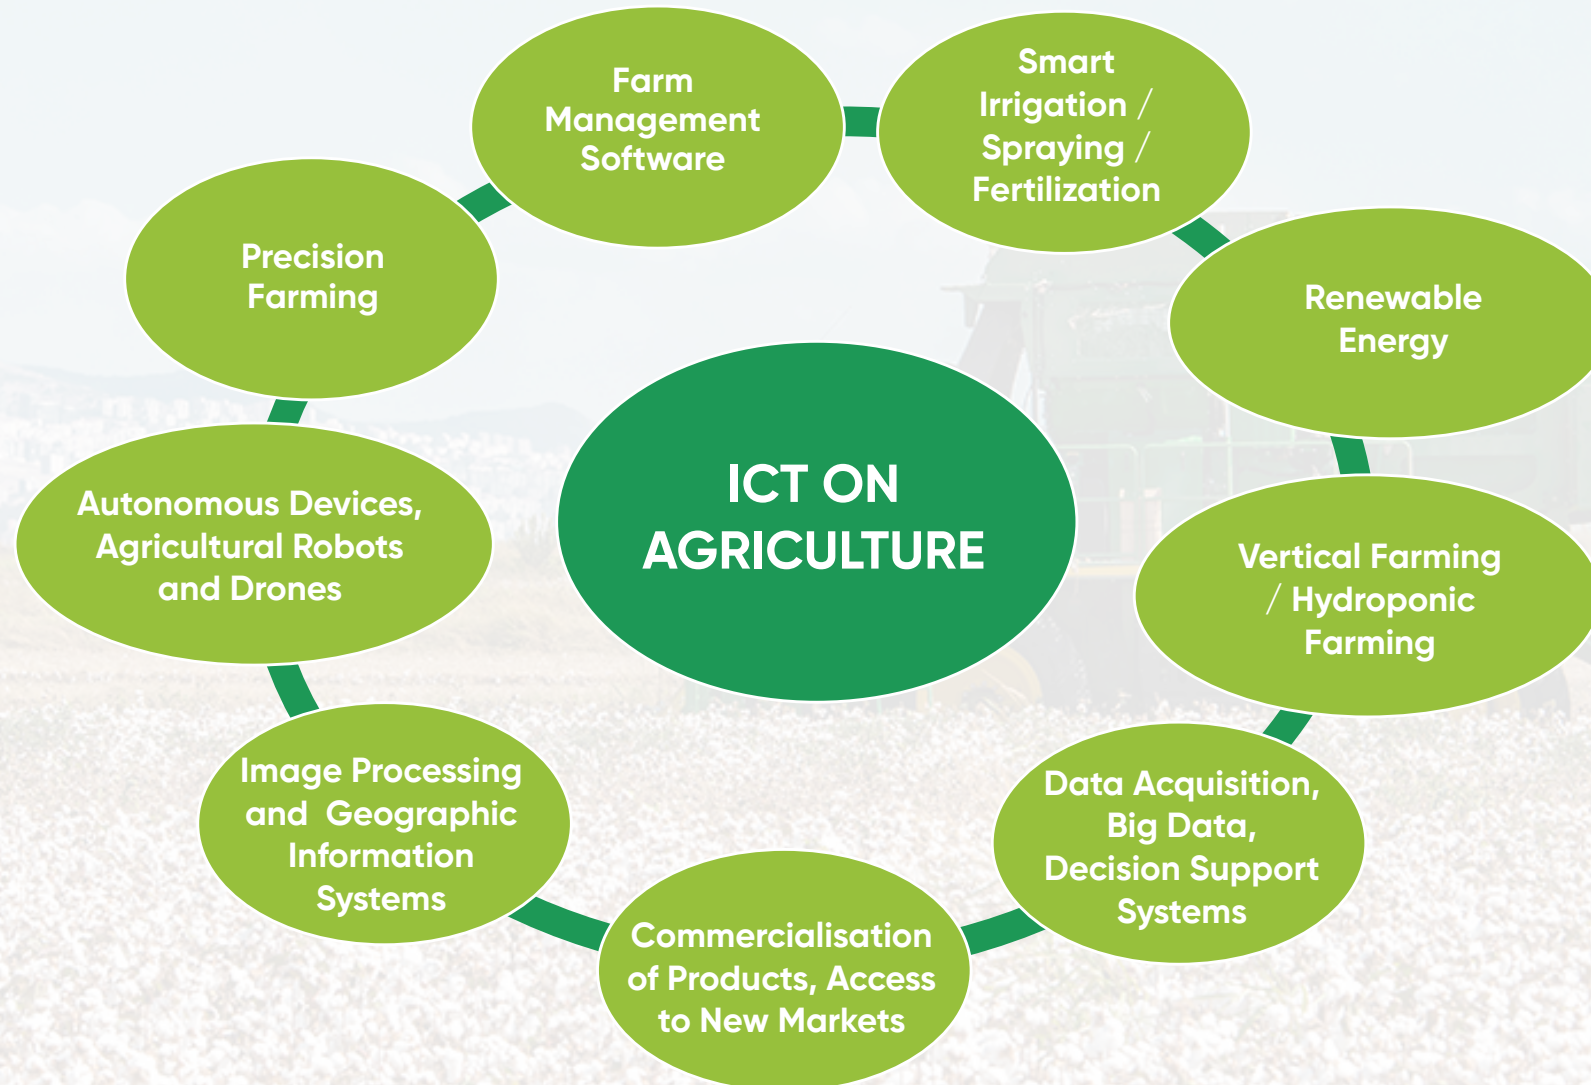 Farm
Management
Software
Smart
Irrigation /
Spraying /
Fertilization
Precision
Farming
Renewable
Energy
ICT ON
AGRICULTURE
Autonomous Devices,
Agricultural Robots
and Drones
Vertical Farming
/ Hydroponic
Farming
Image Processing
and  Geographic
Information
Systems
Data Acquisition,
Big Data,
Decision Support
Systems
Commercialisation
of Products, Access
to New Markets